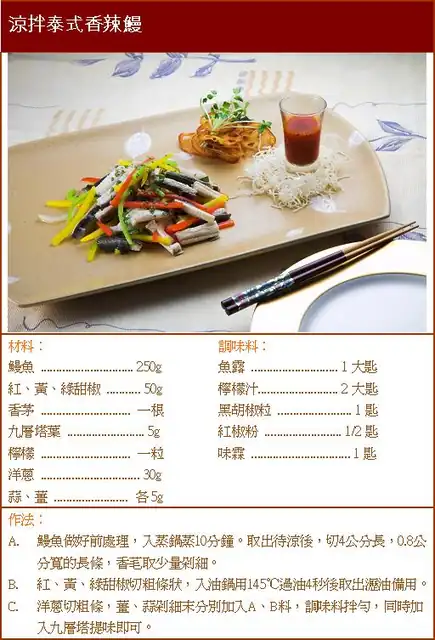 涼拌泰式香辣鰻
材料：
鰻魚 ........................ 250g
紅、黃、綠甜椒 ......... 50g
香茅 ........................ 一根
九層塔葉 .................... 5g
檸檬 ........................ 一粒
洋蔥 .......................... 30g
蒜、薑 .................... 各5g
調味料：
魚露 ....................... 1 大匙
檸檬汁..................... 2 大匙
黑胡椒粒 .................... 1 匙
紅椒粉 ..................... 1/2 匙
味霖 .......................... 1 匙
作法：
A. 鰻魚做好前處理，入蒸鍋蒸10分鐘。取出待涼後，切4公分長，0.8公
分寬的長條，香毛取少量剁細。
B. 紅、黃、綠甜椒切粗條狀，入油鍋用145℃過油4秒後取出瀝油備用。
C. 洋蔥切粗條，薑、蒜剁細末分別加入A、B料，調味料拌勻，同時加
入九層塔提味即可。